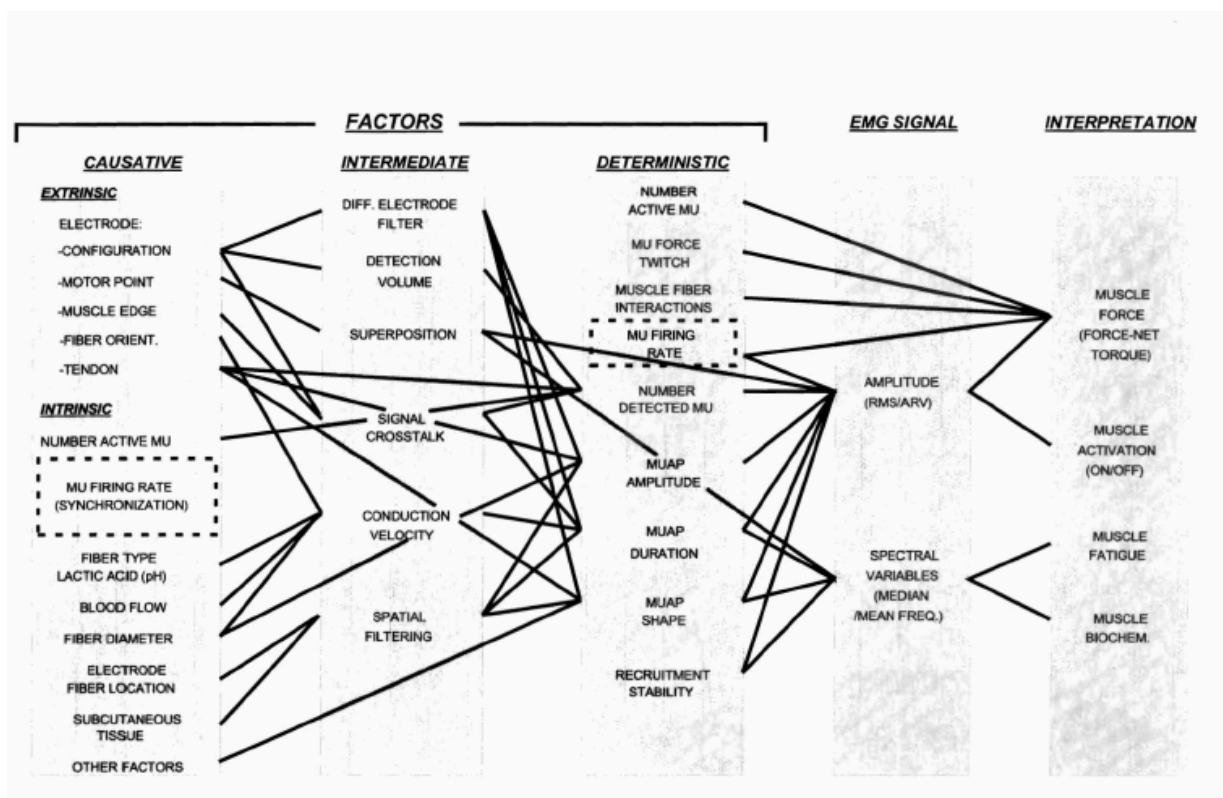 FACTORS
EMG SIGNAL
INTERPRETATION
CAUSATIVE
INTERMEDIATE
DETERMINISTIC
EXTRINSIC
ELECTRODE:
-CONFIGURATION
-MOTOR POINT
-MUSCLE EDGE
-FIBER ORIENT.
-TENDON
INTRINSIC
NUMBER ACTIVE MU
MU FIRING RATE
(SYNCHRONIZATION)
FIBER TYPE
LACTIC ACID (pH)
BLOOD FLOW
FIBER DIAMETER
ELECTRODE
FIBER LOCATION
SUBCUTANEOUS
TISSUE
OTHER FACTORS
DIFF. ELECTRODE
FILTER
DETECTION
VOLUME
SUPERPOSITION
SIGNAL
CROSSTALK
CONDUCTION
VELOCITY
SPATIAL
FILTERING
NUMBER
ACTIVE MU
MU FORCE
TWITCH
MUSCLE FIBER
INTERACTIONS
MU FIRING
RATE
NUMBER
DETECTED MU
MUAP
AMPLITUDE
MUAP
DURATION
MUAP
SHAPE
RECRUITMENT
STABILITY
AMPLITUDE
(RMS/ARV)
SPECTRAL
VARIABLES
(MEDIAN
/MEAN FREQ.)
MUSCLE
FORCE
(FORCE-NET
TORQUE)
MUSCLE
ACTIVATION
(ON/OFF)
MUSCLE
FATIGUE
MUSCLE
BIOCHEM.